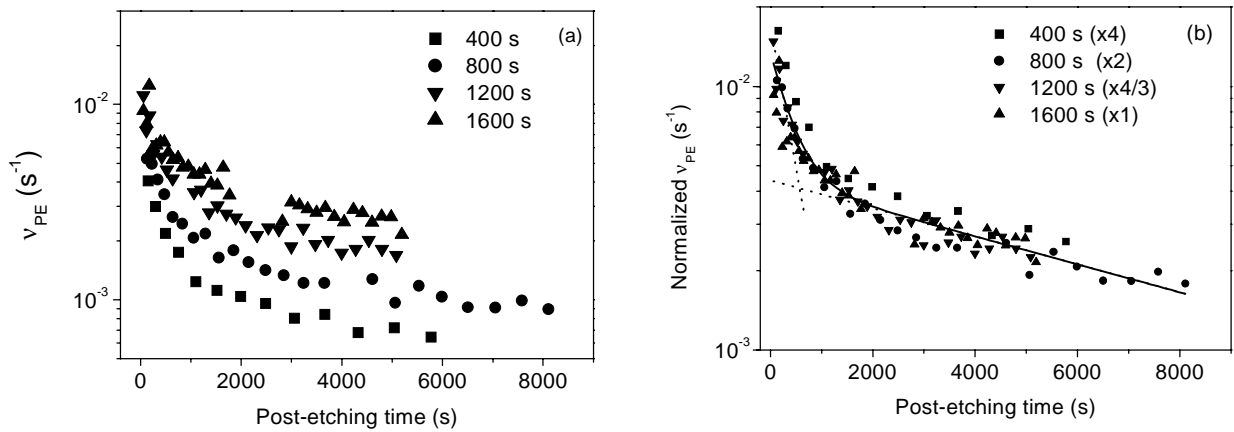 (a)
400 s
800 s
1200 s
1600 s
10⁻²
10⁻³
ν_PE (s⁻¹)
0 2000 4000 6000 8000
Post-etching time (s)
(b)
400 s (x4)
800 s (x2)
1200 s (x4/3)
1600 s (x1)
10⁻²
10⁻³
Normalized ν_PE (s⁻¹)
0 2000 4000 6000 8000
Post-etching time (s)